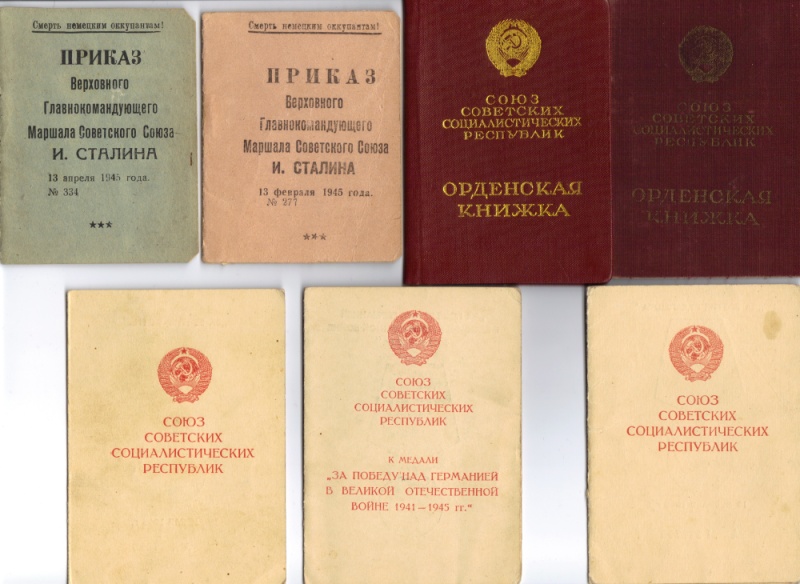 Смерть немецким оккупантам!
ПРИКАЗ
Верховного
Главнокомандующего
Маршала Советского Союза
И. СТАЛИНА
13 апреля 1945 года.
№ 334
Смерть немецким оккупантам!
ПРИКАЗ
Верховного
Главнокомандующего
Маршала Советского Союза
И. СТАЛИНА
13 февраля 1945 года.
№ 277
СОЮЗ
СОВЕТСКИХ
СОЦИАЛИСТИЧЕСКИХ
РЕСПУБЛИК
ОРДЕНСКАЯ
КНИЖКА
СОЮЗ
СОВЕТСКИХ
СОЦИАЛИСТИЧЕСКИХ
РЕСПУБЛИК
ОРДЕНСКАЯ
КНИЖКА
СОЮЗ
СОВЕТСКИХ
СОЦИАЛИСТИЧЕСКИХ
РЕСПУБЛИК
СОЮЗ
СОВЕТСКИХ
СОЦИАЛИСТИЧЕСКИХ
РЕСПУБЛИК
К МЕДАЛИ
„ЗА ПОБЕДУ НАД ГЕРМАНИЕЙ
В ВЕЛИКОЙ ОТЕЧЕСТВЕННОЙ
ВОЙНЕ 1941—1945 гг."
СОЮЗ
СОВЕТСКИХ
СОЦИАЛИСТИЧЕСКИХ
РЕСПУБЛИК